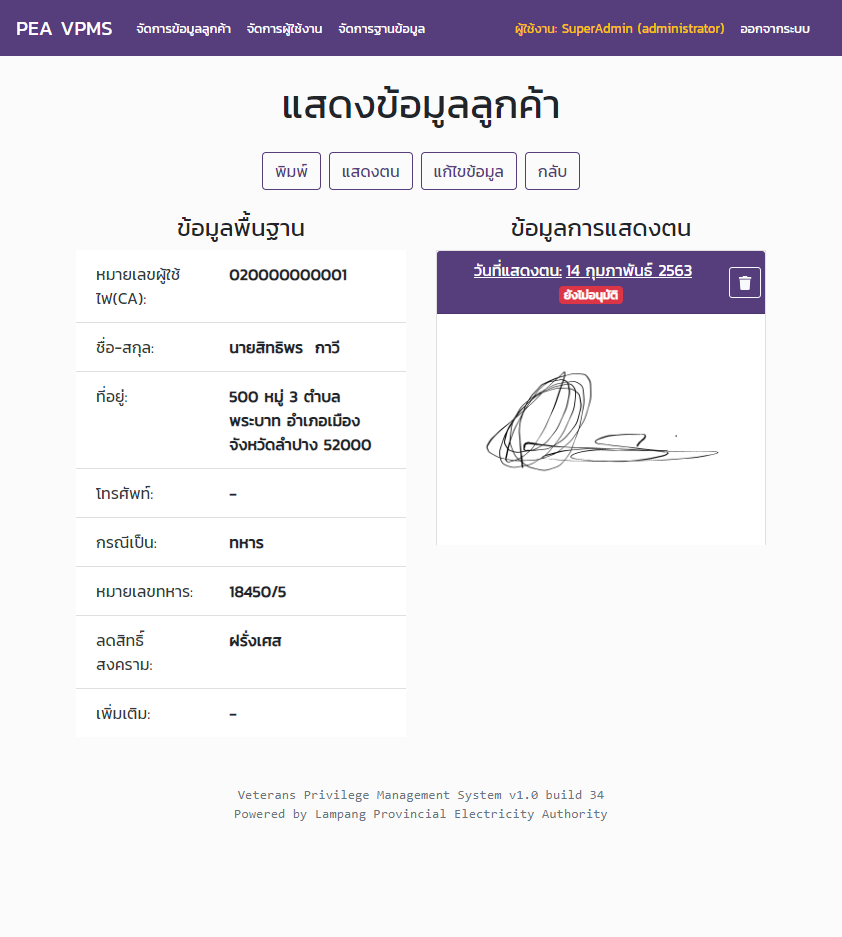 PEA VPMS จัดการข้อมูลลูกค้า จัดการผู้ใช้งาน จัดการฐานข้อมูล ผู้ใช้งาน: SuperAdmin (administrator) ออกจากระบบ
แสดงข้อมูลลูกค้า
พิมพ์ แสดงตน แก้ไขข้อมูล กลับ
ข้อมูลพื้นฐาน
หมายเลขผู้ใช้ 020000000001
ไฟ(CA):
ชื่อ-สกุล: นายสิทธิพร กาวี
ที่อยู่: 500 หมู่ 3 ตำบล
พระบาท อำเภอเมือง
จังหวัดลำปาง 52000
โทรศัพท์: -
กรณีเป็น: ทหาร
หมายเลขทหาร: 18450/5
ลดสิทธิ์ ฝรั่งเศส
สงคราม:
เพิ่มเติม: -
ข้อมูลการแสดงตน
วันที่แสดงตน: 14 กุมภาพันธ์ 2563
ยังไม่อนุมัติ
Veterans Privilege Management System v1.0 build 34
Powered by Lampang Provincial Electricity Authority